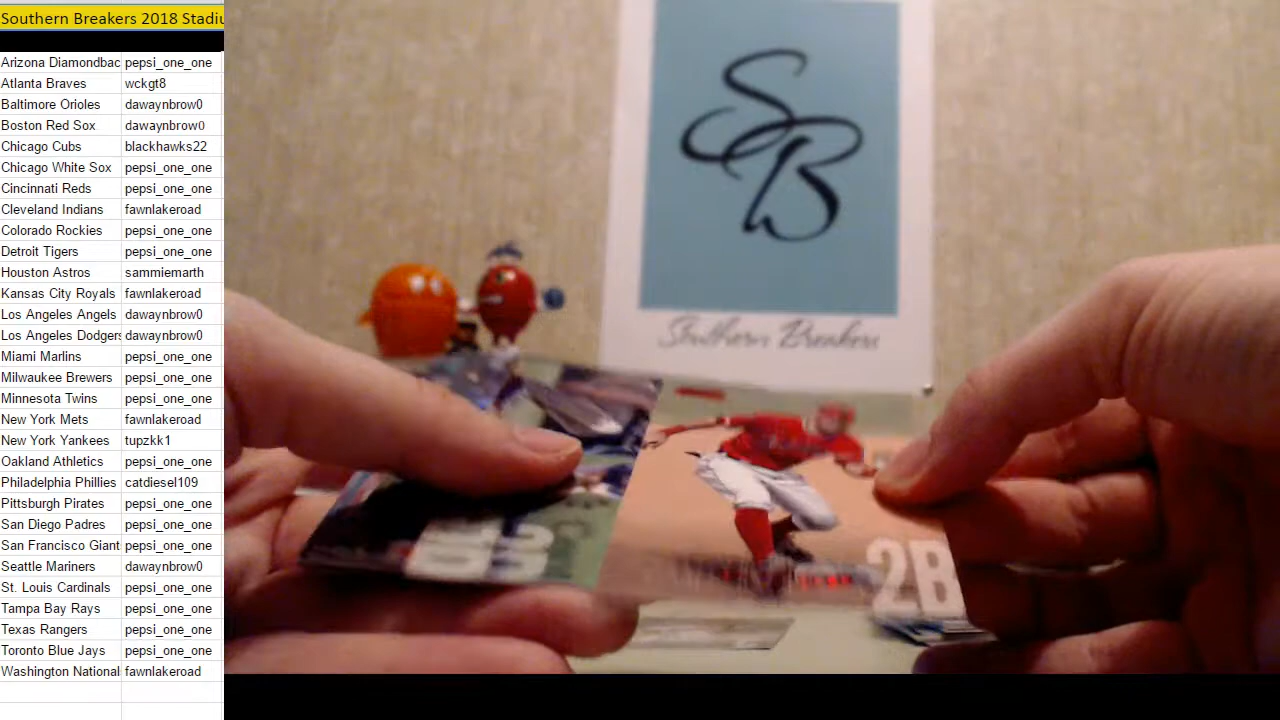 Southern Breakers 2018 Stadiu
Arizona Diamondbac pepsi_one_one
Atlanta Braves wckgt8
Baltimore Orioles dawaynbrow0
Boston Red Sox dawaynbrow0
Chicago Cubs blackhawks22
Chicago White Sox pepsi_one_one
Cincinnati Reds pepsi_one_one
Cleveland Indians fawnlakeroad
Colorado Rockies pepsi_one_one
Detroit Tigers pepsi_one_one
Houston Astros sammiemarth
Kansas City Royals fawnlakeroad
Los Angeles Angels dawaynbrow0
Los Angeles Dodgers dawaynbrow0
Miami Marlins pepsi_one_one
Milwaukee Brewers pepsi_one_one
Minnesota Twins pepsi_one_one
New York Mets fawnlakeroad
New York Yankees tupzkk1
Oakland Athletics pepsi_one_one
Philadelphia Phillies catdiesel109
Pittsburgh Pirates pepsi_one_one
San Diego Padres pepsi_one_one
San Francisco Giant pepsi_one_one
Seattle Mariners dawaynbrow0
St. Louis Cardinals pepsi_one_one
Tampa Bay Rays pepsi_one_one
Texas Rangers pepsi_one_one
Toronto Blue Jays pepsi_one_one
Washington National fawnlakeroad
SB
Southern Breakers
2B